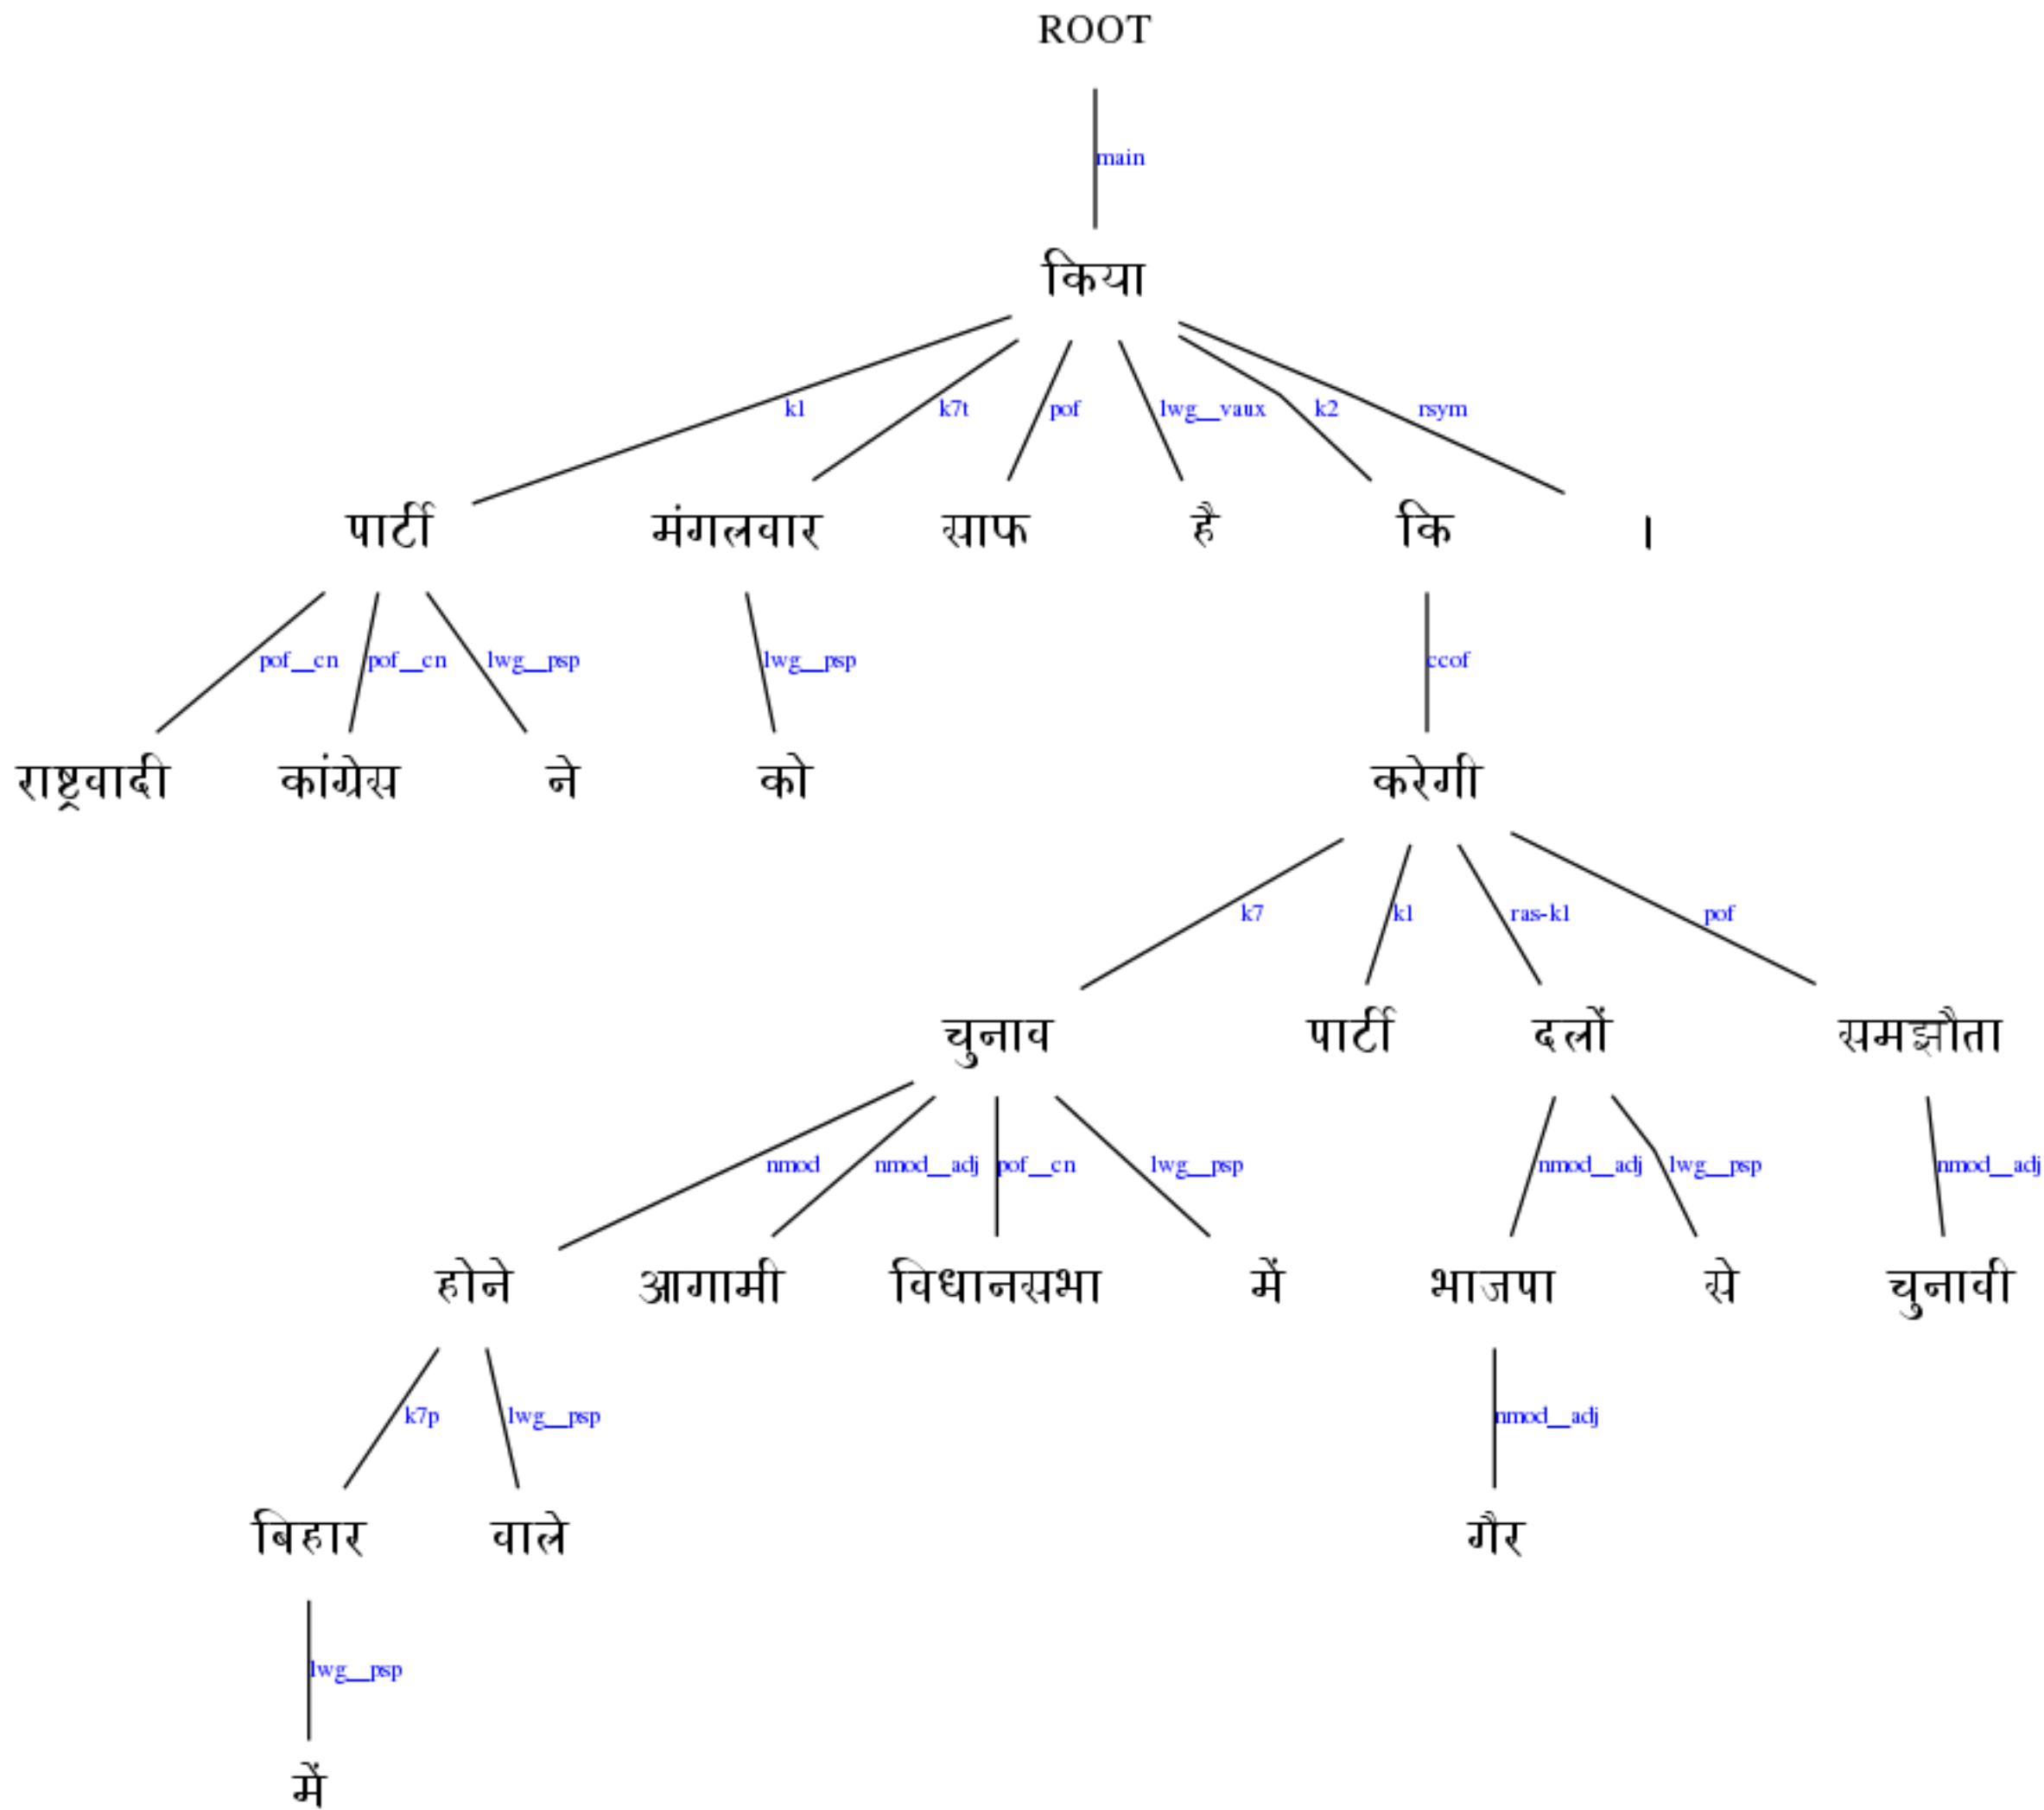 ROOT
main
किया
k1 k7t pof lwg__vaux k2 rsym
पार्टी मंगलवार साफ है कि ।
pof__cn pof__cn lwg__psp lwg__psp ccof
राष्ट्रवादी कांग्रेस ने को करेगी
k7 k1 ras-k1 pof
चुनाव पार्टी दलों समझौता
nmod nmod__adj pof__cn lwg__psp nmod__adj lwg__psp nmod__adj
होने आगामी विधानसभा में भाजपा से चुनावी
k7p lwg__psp nmod__adj
बिहार वाले गैर
lwg__psp
में